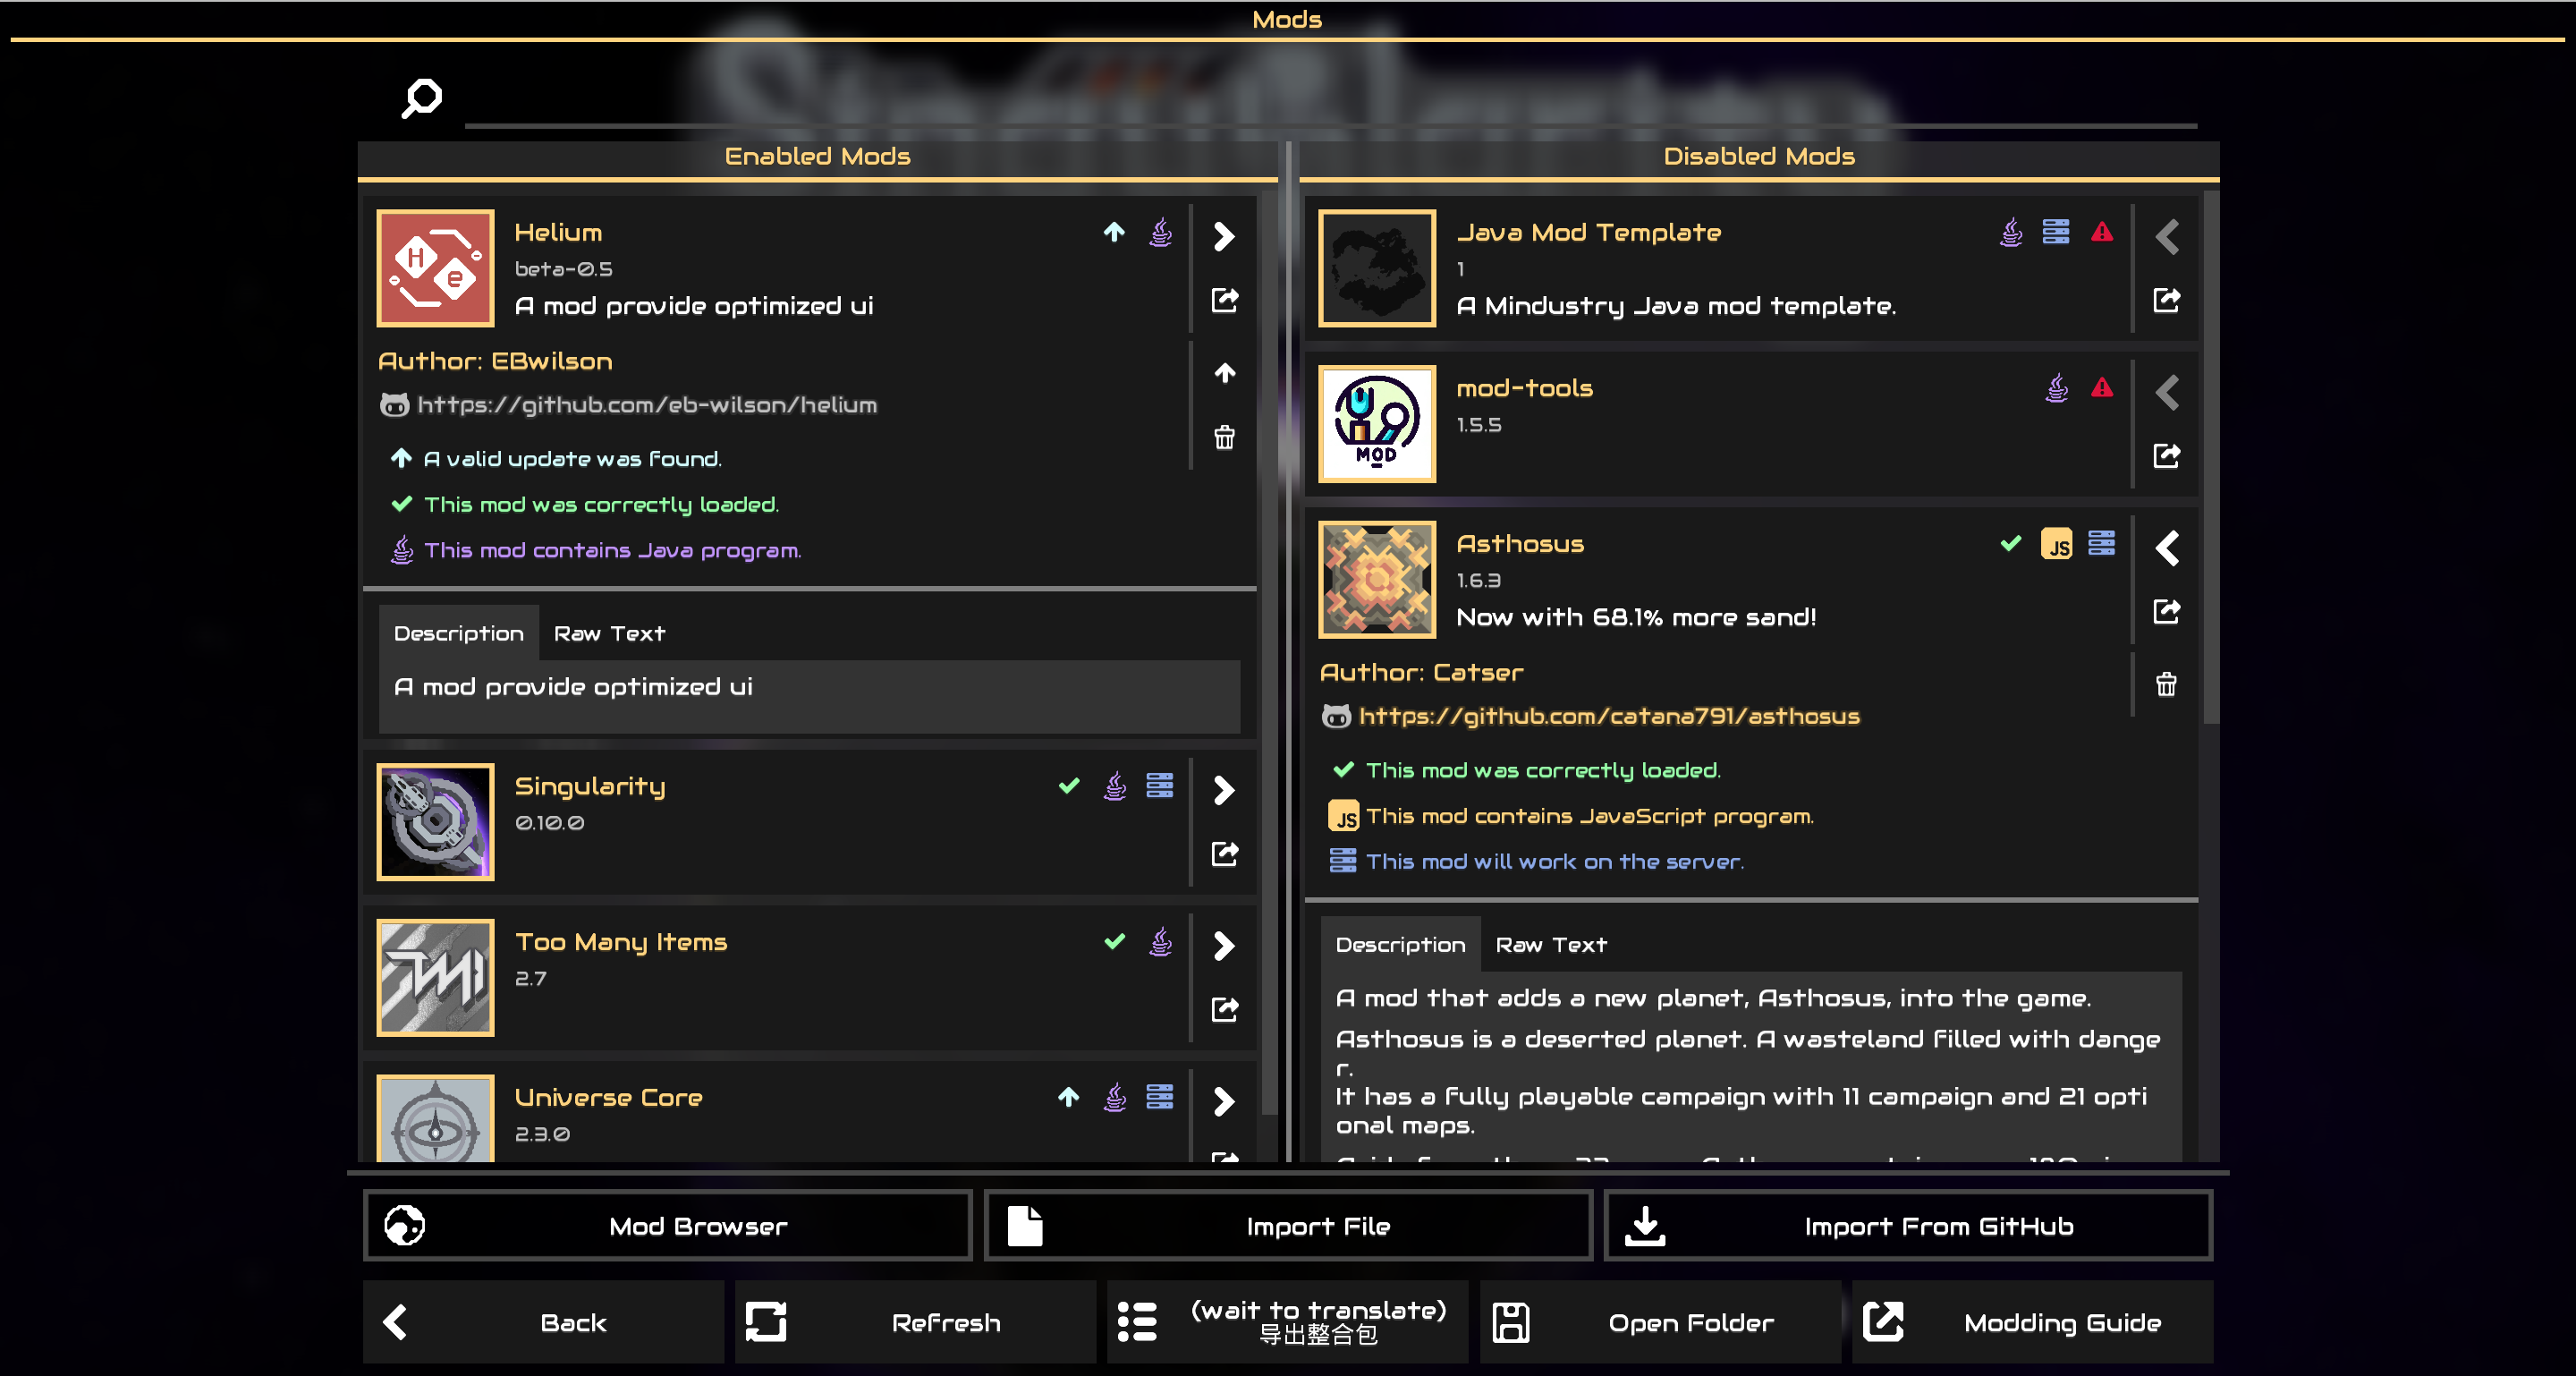 Mods
Enabled Mods
Helium
beta-0.5
A mod provide optimized ui
Author: EBwilson
https://github.com/eb-wilson/helium
A valid update was found.
This mod was correctly loaded.
This mod contains Java program.
Description
Raw Text
A mod provide optimized ui
Singularity
0.10.0
Too Many Items
2.7
Universe Core
2.3.0
Disabled Mods
Java Mod Template
1
A Mindustry Java mod template.
mod-tools
1.5.5
MOD
Asthosus
1.6.3
Now with 68.1% more sand!
Author: Catser
https://github.com/catana791/asthosus
This mod was correctly loaded.
JS This mod contains JavaScript program.
This mod will work on the server.
Description
Raw Text
A mod that adds a new planet, Asthosus, into the game.
Asthosus is a deserted planet. A wasteland filled with dange
r.
It has a fully playable campaign with 11 campaign and 21 opti
onal maps.
Mod Browser
Import File
Import From GitHub
Back
Refresh
(wait to translate)
导出整合包
Open Folder
Modding Guide